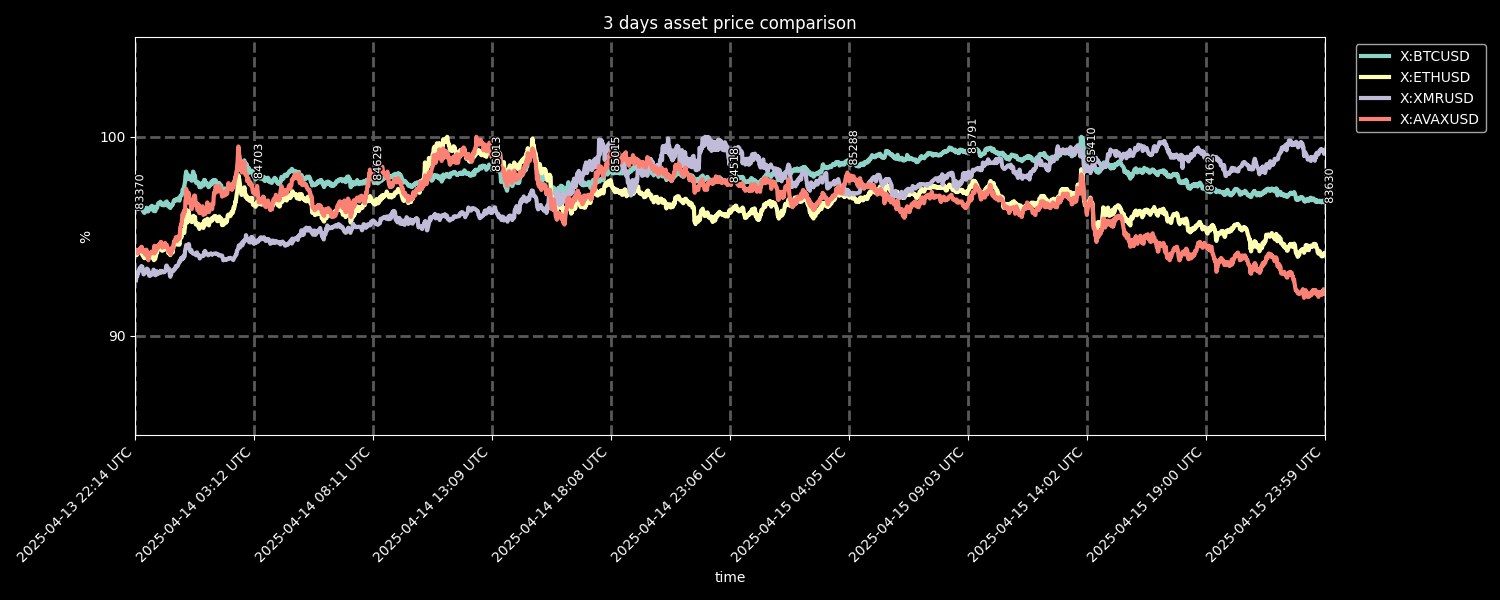 3 days asset price comparison
X:BTCUSD
X:ETHUSD
X:XMRUSD
X:AVAXUSD
100
90
%
83370
84703
84629
85013
85015
84518
85288
85791
85410
84162
83630
2025-04-13 22:14 UTC
2025-04-14 03:12 UTC
2025-04-14 08:11 UTC
2025-04-14 13:09 UTC
2025-04-14 18:08 UTC
2025-04-14 23:06 UTC
2025-04-15 04:05 UTC
2025-04-15 09:03 UTC
2025-04-15 14:02 UTC
2025-04-15 19:00 UTC
2025-04-15 23:59 UTC
time